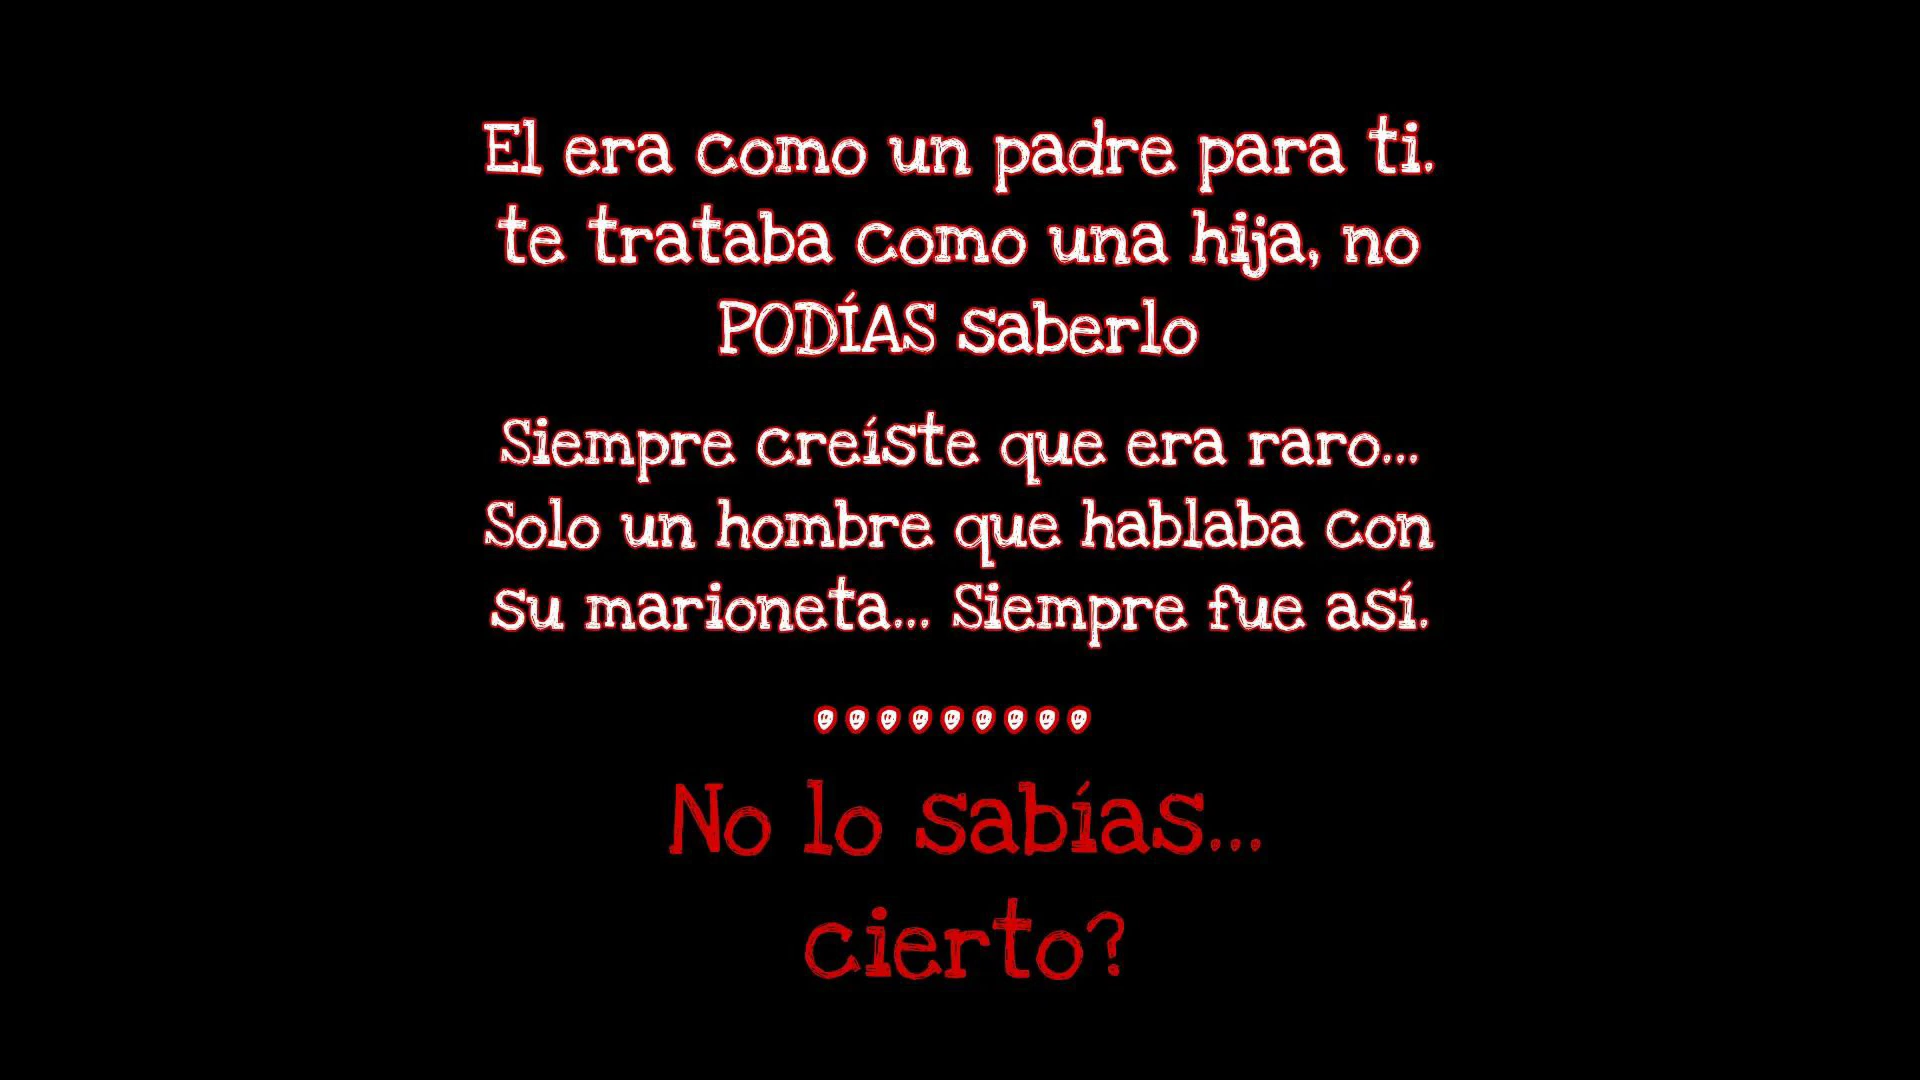 El era como un padre para ti.
te trataba como una hija, no
PODÍAS saberlo
Siempre creíste que era raro...
Solo un hombre que hablaba con
su marioneta... Siempre fue así.
.........
No lo sabías...
cierto?